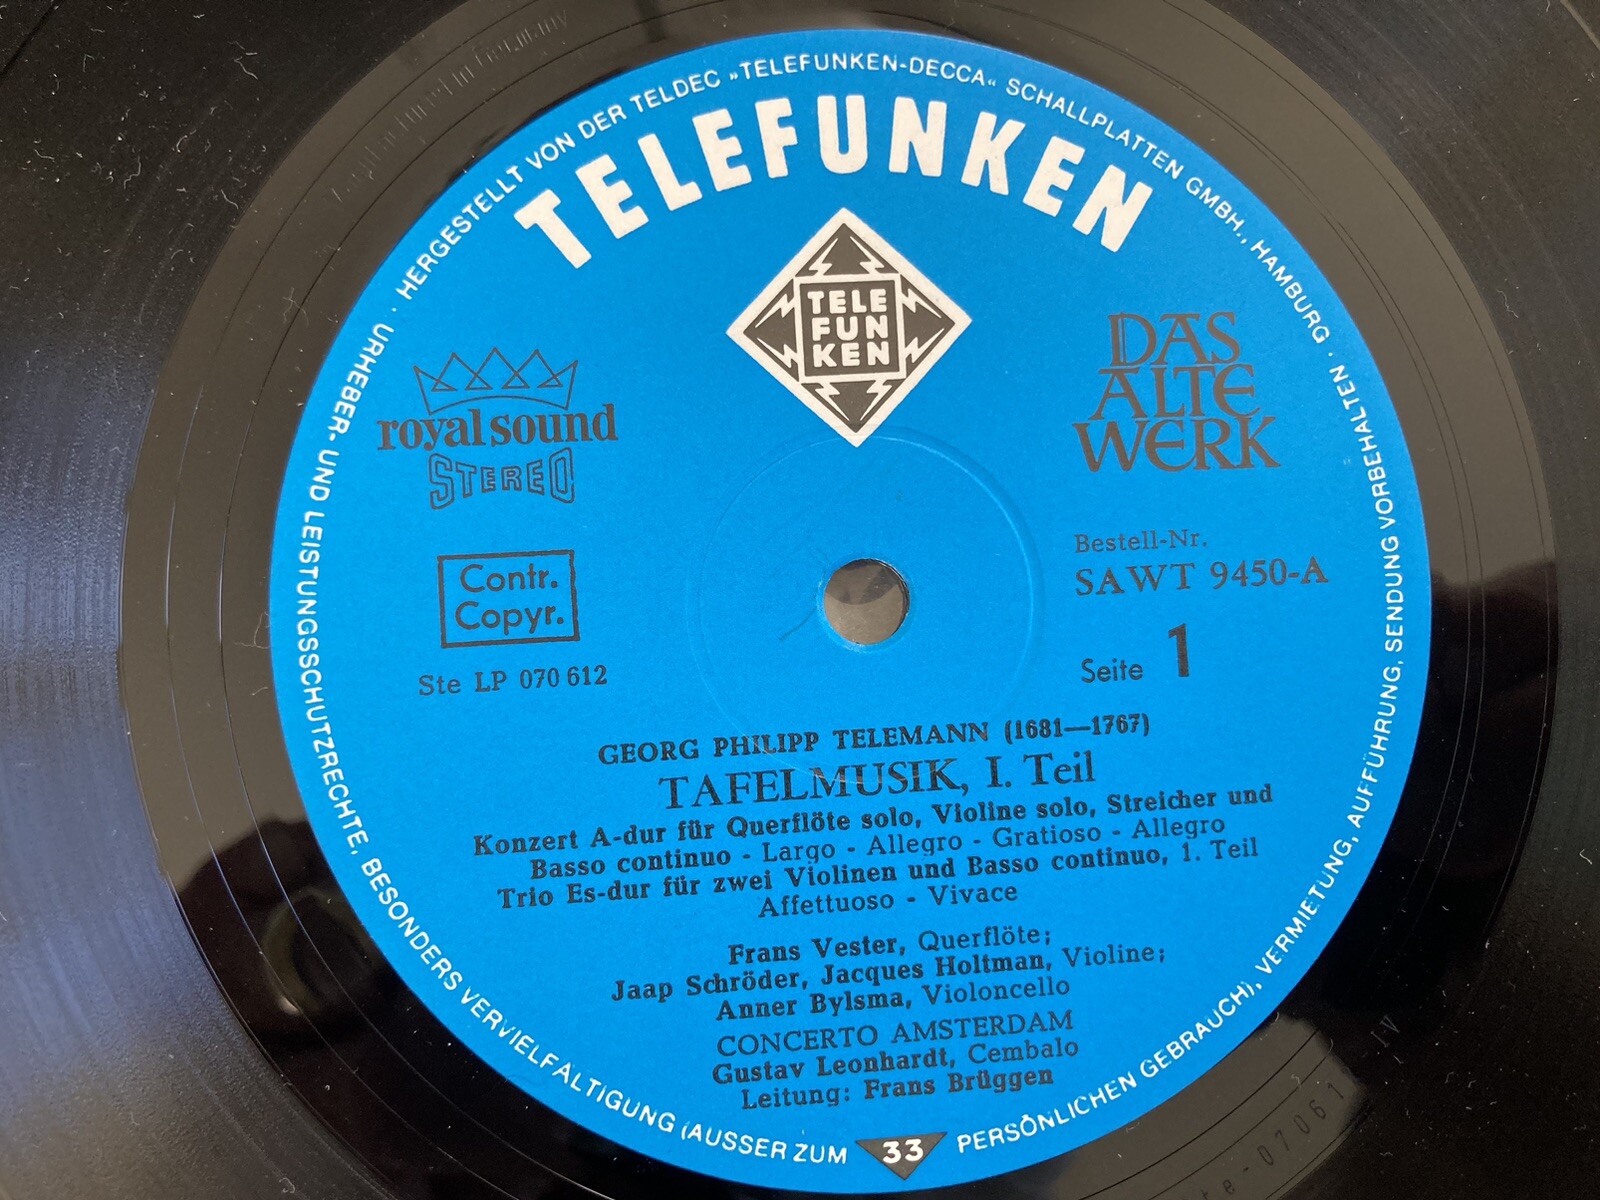 HERGESTELLT VON DER TELDEC »TELEFUNKEN-DECCA« SCHALLPLATTEN GMBH., HAMBURG · URHEBER- UND LEISTUNGSSCHUTZRECHTE, BESONDERS VERVIELFÄLTIGUNG (AUSSER ZUM PERSÖNLICHEN GEBRAUCH), VERMIETUNG, AUFFÜHRUNG, SENDUNG VORBEHALTEN ·
TELEFUNKEN
TELE
FUN
KEN
royal sound
STEREO
DAS
ALTE
WERK
Contr.
Copyr.
Ste LP 070 612
Bestell-Nr.
SAWT 9450-A
Seite 1
GEORG PHILIPP TELEMANN (1681—1767)
TAFELMUSIK, I. Teil
Konzert A-dur für Querflöte solo, Violine solo, Streicher und
Basso continuo - Largo - Allegro - Gratioso - Allegro
Trio Es-dur für zwei Violinen und Basso continuo, 1. Teil
Affettuoso - Vivace
Frans Vester, Querflöte;
Jaap Schröder, Jacques Holtman, Violine;
Anner Bylsma, Violoncello
CONCERTO AMSTERDAM
Gustav Leonhardt, Cembalo
Leitung: Frans Brüggen
33